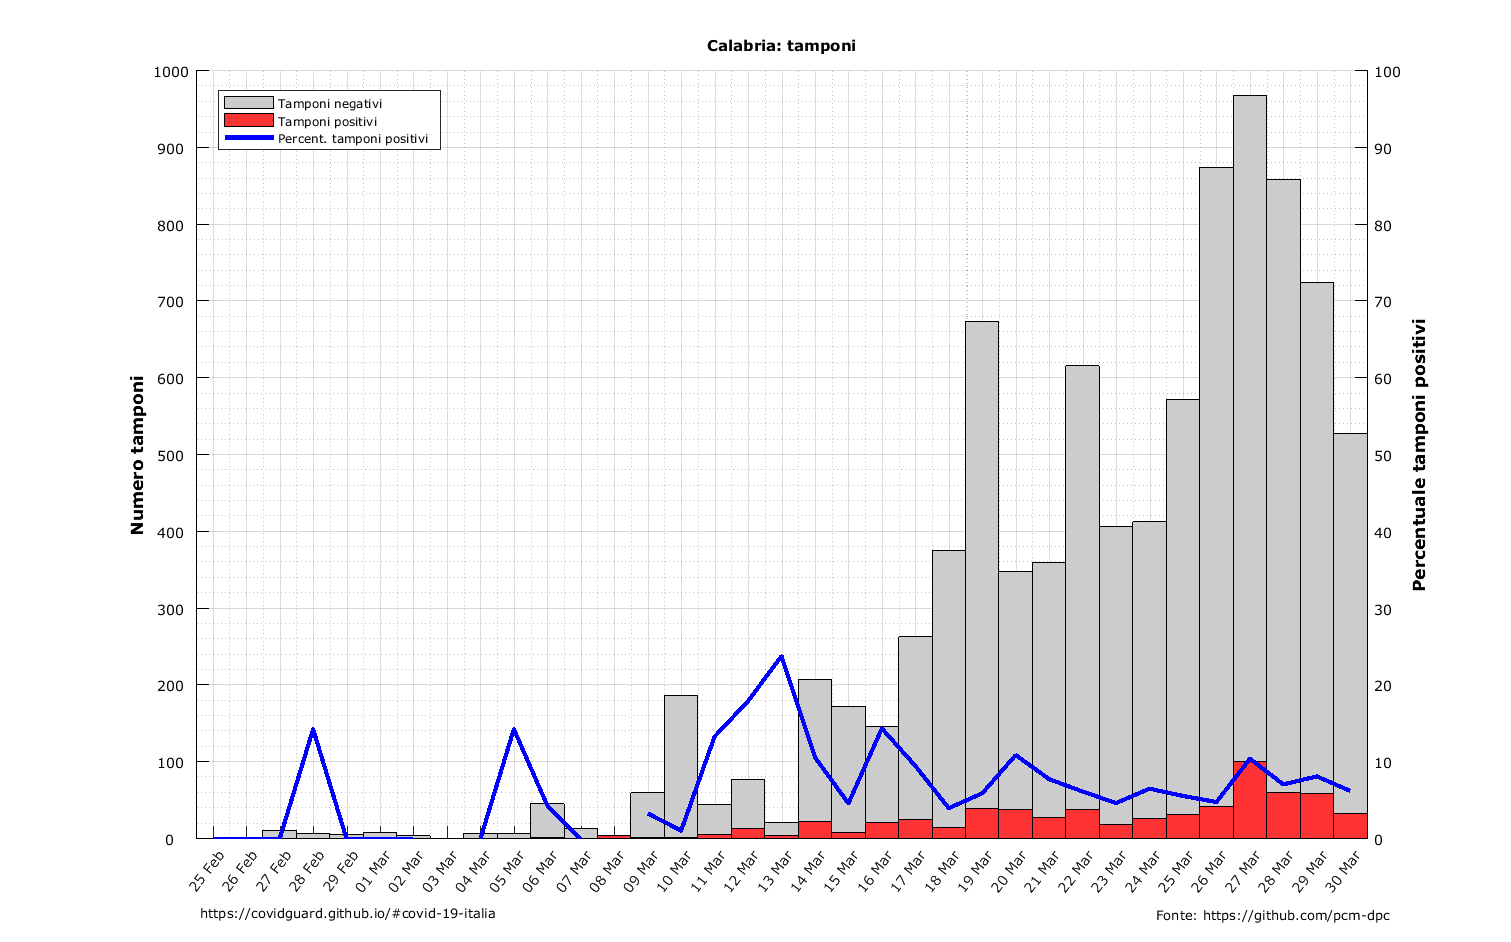 Calabria: tamponi
Tamponi negativi
Tamponi positivi
Percent. tamponi positivi
Numero tamponi
1000
900
800
700
600
500
400
300
200
100
0
100
90
80
70
60
50
40
30
20
10
0
Percentuale tamponi positivi
25 Feb
26 Feb
27 Feb
28 Feb
29 Feb
01 Mar
02 Mar
03 Mar
04 Mar
05 Mar
06 Mar
07 Mar
08 Mar
09 Mar
10 Mar
11 Mar
12 Mar
13 Mar
14 Mar
15 Mar
16 Mar
17 Mar
18 Mar
19 Mar
20 Mar
21 Mar
22 Mar
23 Mar
24 Mar
25 Mar
26 Mar
27 Mar
28 Mar
29 Mar
30 Mar
https://covidguard.github.io/#covid-19-italia
Fonte: https://github.com/pcm-dpc